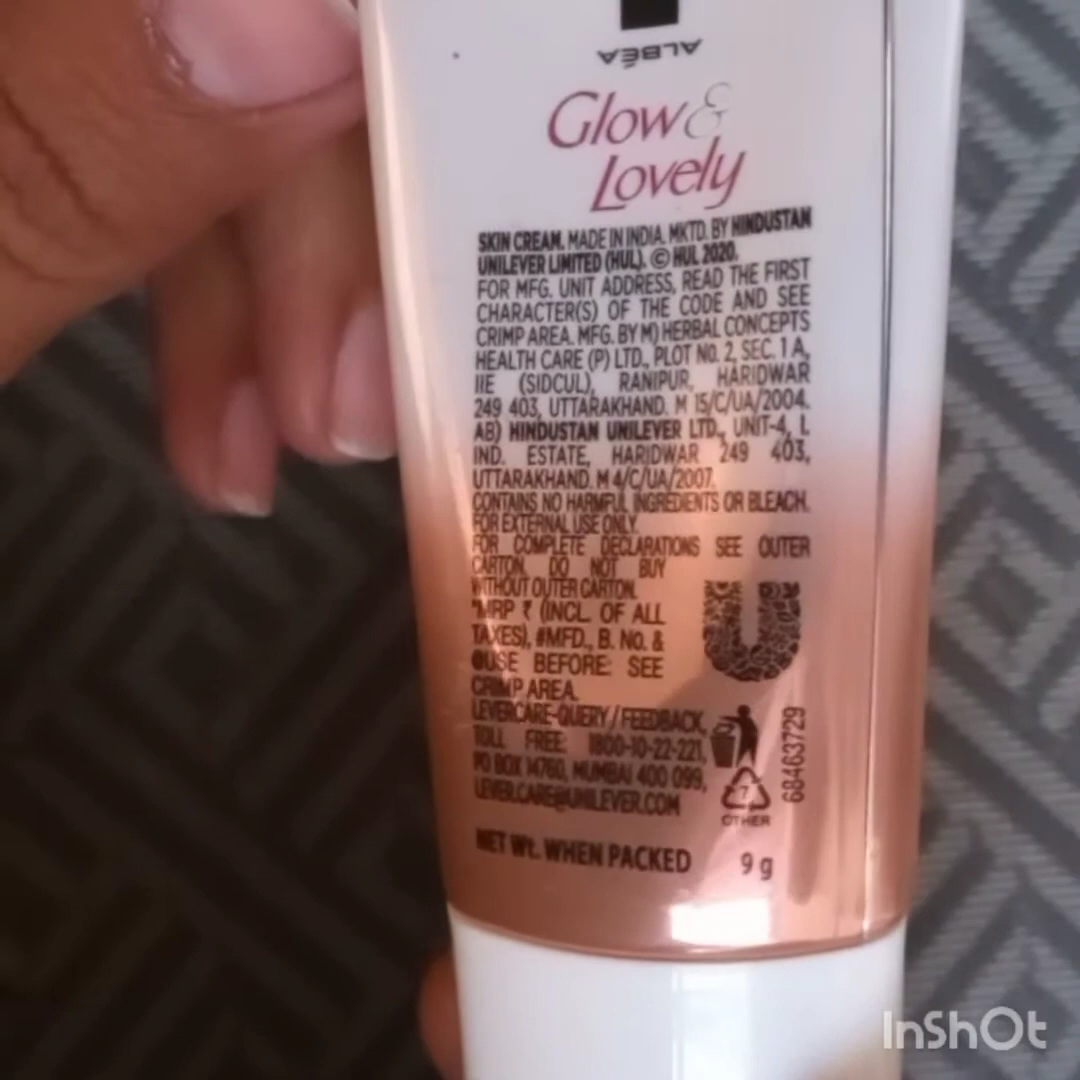 ALBÉA
Glow &
Lovely
SKIN CREAM. MADE IN INDIA. MKTD. BY HINDUSTAN
UNILEVER LIMITED (HUL). © HUL 2020.
FOR MFG. UNIT ADDRESS, READ THE FIRST
CHARACTER(S) OF THE CODE AND SEE
CRIMP AREA. MFG. BY M) HERBAL CONCEPTS
HEALTH CARE (P) LTD., PLOT NO. 2, SEC. 1 A,
IIE (SIDCUL), RANIPUR, HARIDWAR
249 403, UTTARAKHAND. M 15/C/UA/2004.
AB) HINDUSTAN UNILEVER LTD., UNIT-4, I.
IND. ESTATE, HARIDWAR 249 403,
UTTARAKHAND. M 4/C/UA/2007.
CONTAINS NO HARMFUL INGREDIENTS OR BLEACH.
FOR EXTERNAL USE ONLY.
FOR COMPLETE DECLARATIONS SEE OUTER
CARTON. DO NOT BUY
WITHOUT OUTER CARTON.
*MRP ₹ (INCL. OF ALL
TAXES), #MFD., B. No. &
@USE BEFORE: SEE
CRIMP AREA.
LEVERCARE-QUERY / FEEDBACK,
TOLL FREE: 1800-10-22-221,
PO BOX 14760, MUMBAI 400 099,
LEVER.CARE@UNILEVER.COM
7
OTHER
68463729
NET Wt. WHEN PACKED 9 g
InShOt